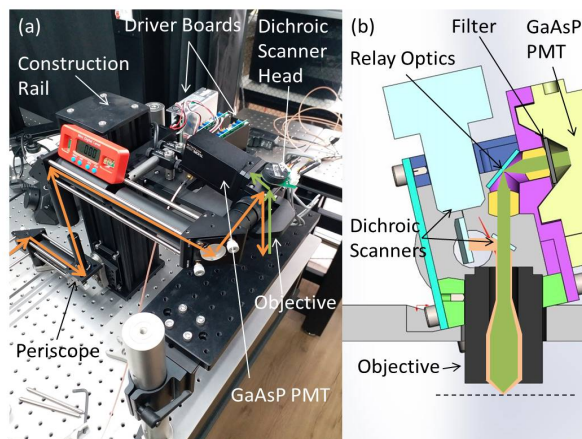 (a)
Driver Boards
Dichroic
Scanner
Head
Construction
Rail
Periscope
Objective
GaAsP PMT
(b)
Filter
GaAsP
PMT
Relay Optics
Dichroic
Scanners
Objective